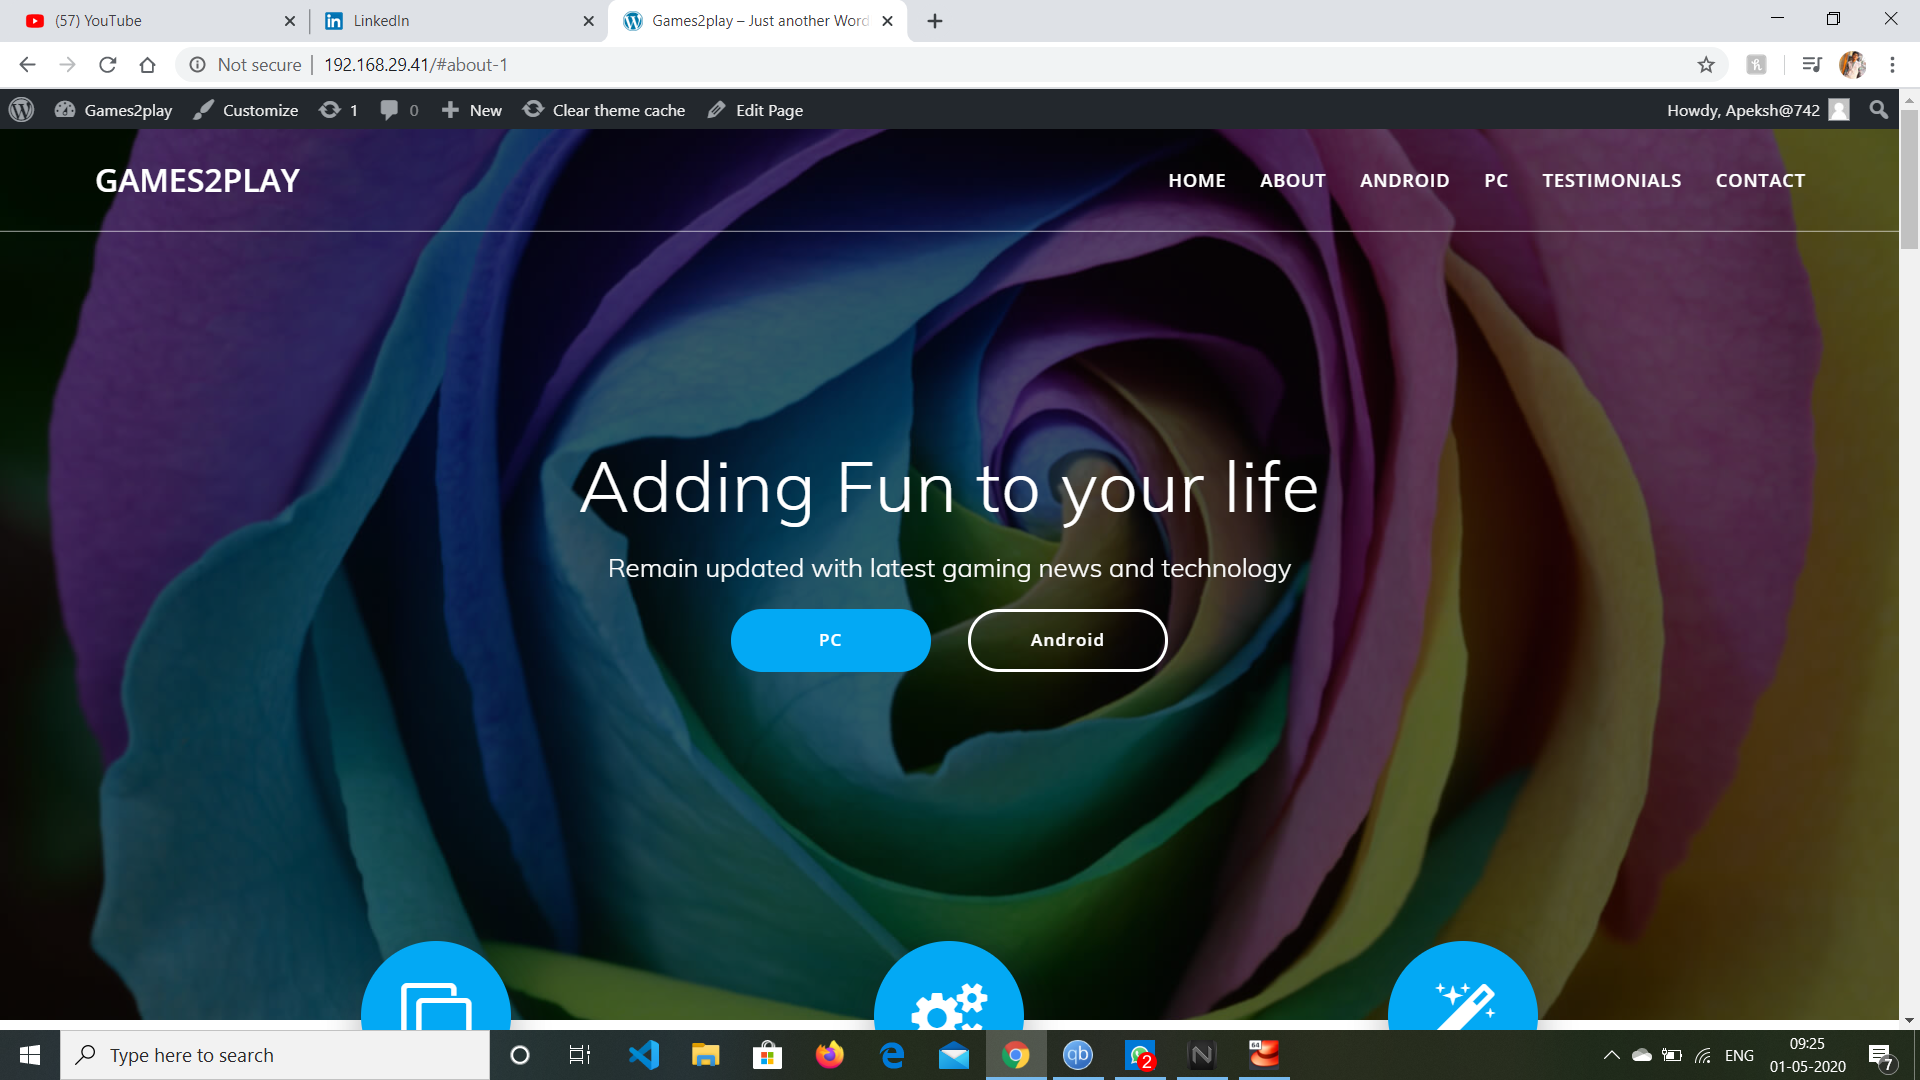 (57) YouTube
LinkedIn
Games2play – Just another Word
Not secure
192.168.29.41/#about-1
Games2play
Customize
1
0
New
Clear theme cache
Edit Page
Howdy, Apeksh@742
GAMES2PLAY
HOME
ABOUT
ANDROID
PC
TESTIMONIALS
CONTACT
Adding Fun to your life
Remain updated with latest gaming news and technology
PC
Android
Type here to search
qb
2
N
64
ENG
09:25
01-05-2020
7